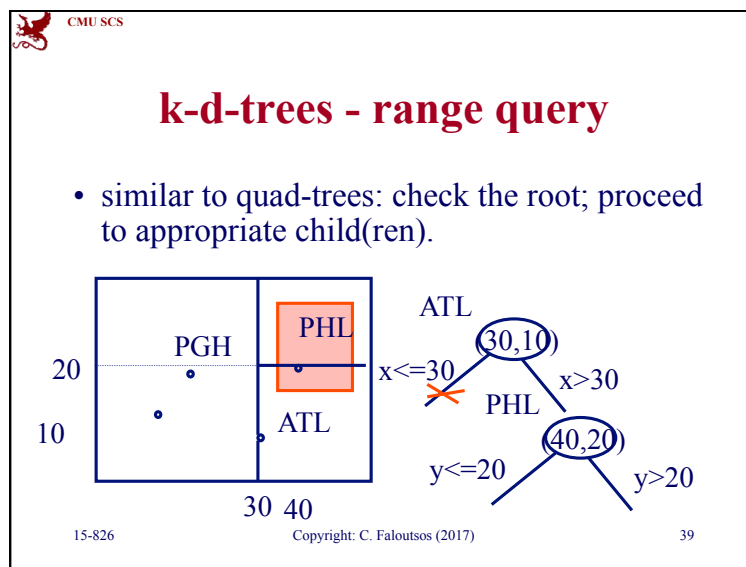 CMU SCS
k-d-trees - range query
• similar to quad-trees: check the root; proceed
to appropriate child(ren).
PGH
PHL
20
10
ATL
30 40
ATL
(30,10)
x<=30
x>30
PHL
(40,20)
y<=20
y>20
15-826
Copyright: C. Faloutsos (2017)
39